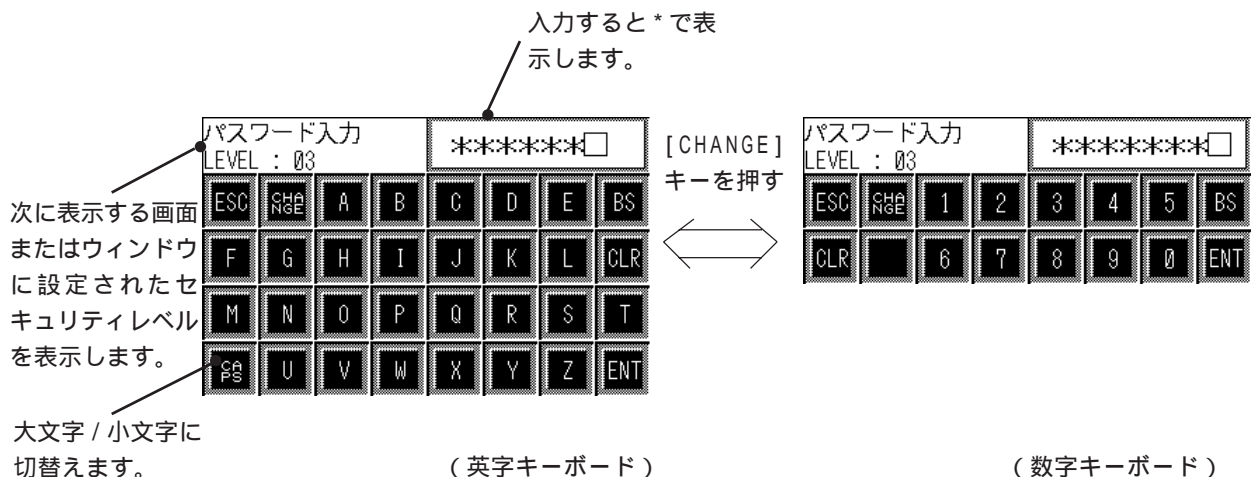 入力すると * で表
示します。
パスワード入力
LEVEL : 03
******□
ESC CHANGE A B C D E BS
F G H I J K L CLR
M N O P Q R S T
CAPS U V W X Y Z ENT
[CHANGE]
キーを押す
パスワード入力
LEVEL : 03
*******□
ESC CHANGE 1 2 3 4 5 BS
CLR 6 7 8 9 0 ENT
次に表示する画面
またはウィンドウ
に設定されたセ
キュリティレベル
を表示します。
大文字 / 小文字に
切替えます。
( 英字キーボード )
( 数字キーボード )